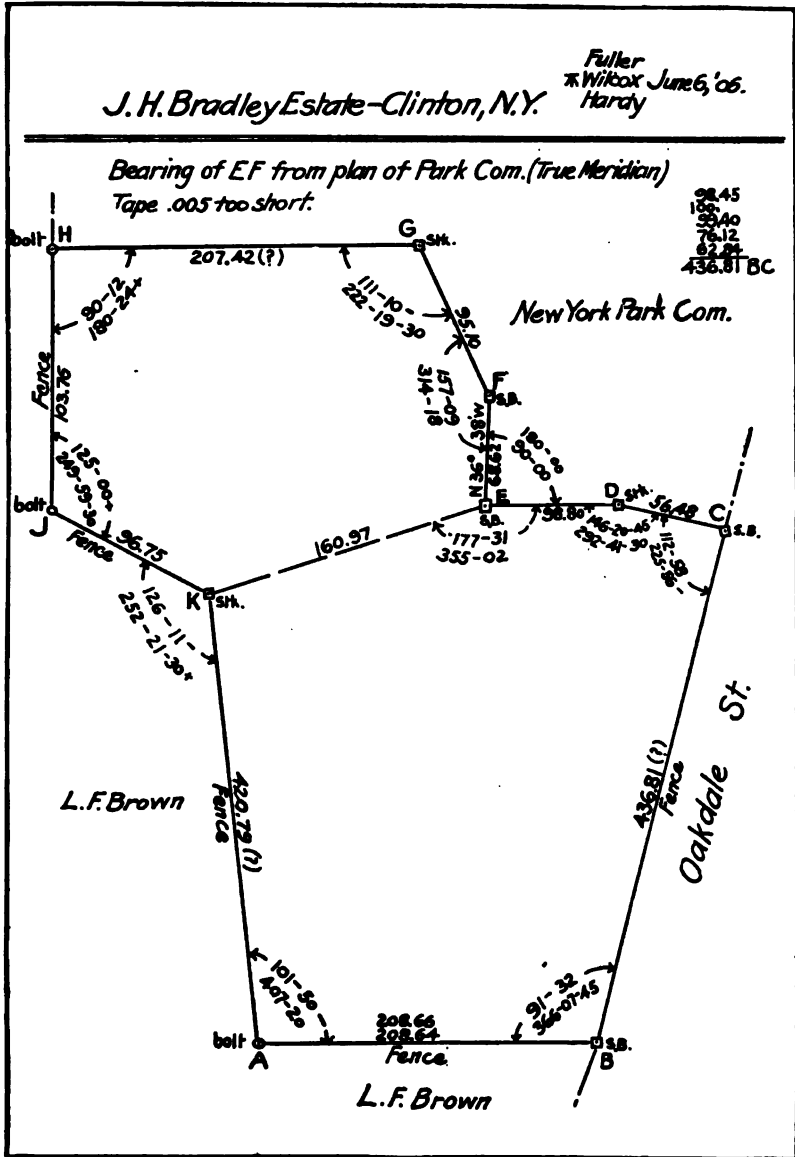 Fuller
⊼ Wilcox June 6, '06.
Hardy
J. H. Bradley Estate - Clinton, N.Y.
Bearing of EF from plan of Park Com. (True Meridian)
Tape .005 too short.
98.45
100.
99.40
76.12
62.84
436.81 BC
bolt H
207.42 (?)
G Stk.
90-12
180-24+
111-10-
222-19-30
95.10
New York Park Com.
Fence
103.76
157-09
314-18
F
S.B.
N 36° 38' W
68.62
180-00
90-00
E
S.B.
98.80+
D
Stk.
56.48
C
S.B.
146-20-45
292-41-30
112-58
225-56-
125-00+
249-59-30
bolt
J
96.75
Fence
160.97
177-31
355-02
K Stk.
126-11-
252-21-30+
L.F. Brown
420.79 (?)
Fence
436.81 (?)
Fence
Oakdale St.
101-50
407-20
91-32
366-07-45
bolt
A
208.66
208.64
Fence
S.B.
B
L.F. Brown